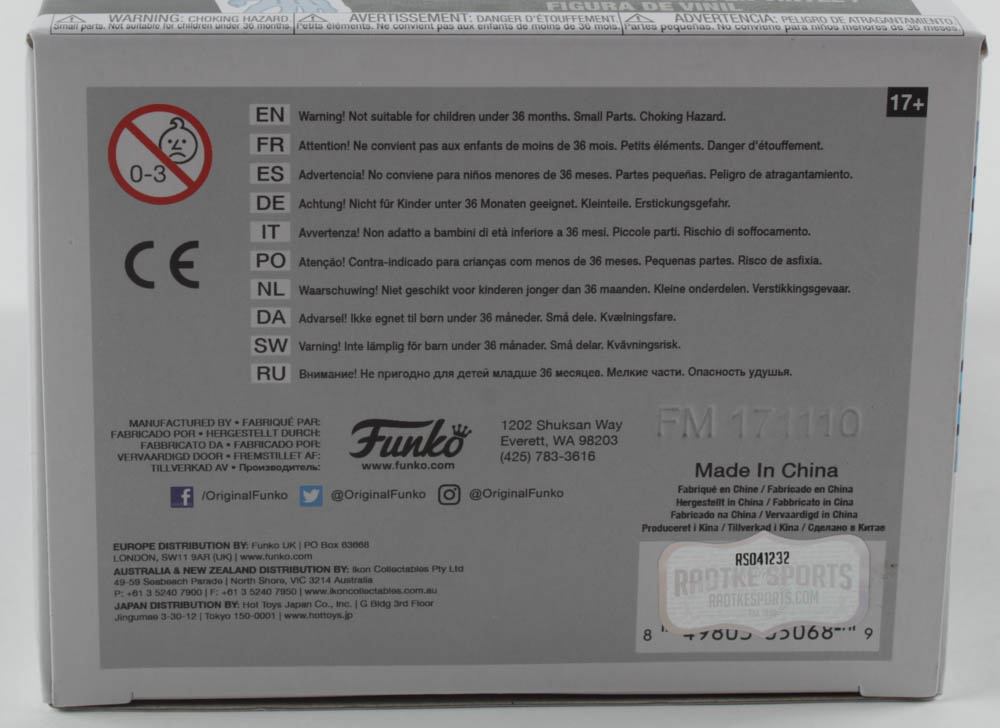 FIGURA DE VINIL
WARNING: CHOKING HAZARD. AVERTISSEMENT: DANGER D'ÉTOUFFEMENT. ADVERTENCIA: PELIGRO DE ATRAGANTAMIENTO.
Small parts. Not suitable for children under 36 months. Petits éléments. Ne convient pas aux enfants de moins de 36 mois. Partes pequeñas. No conviene para niños menores de 36 meses.
17+
0-3
EN Warning! Not suitable for children under 36 months. Small Parts. Choking Hazard.
FR Attention! Ne convient pas aux enfants de moins de 36 mois. Petits éléments. Danger d'étouffement.
ES Advertencia! No conviene para niños menores de 36 meses. Partes pequeñas. Peligro de atragantamiento.
DE Achtung! Nicht für Kinder unter 36 Monaten geeignet. Kleinteile. Erstickungsgefahr.
IT Avvertenza! Non adatto a bambini di età inferiore a 36 mesi. Piccole parti. Rischio di soffocamento.
PO Atenção! Contra-indicado para crianças com menos de 36 meses. Pequenas partes. Risco de asfixia.
NL Waarschuwing! Niet geschikt voor kinderen jonger dan 36 maanden. Kleine onderdelen. Verstikkingsgevaar.
DA Advarsel! Ikke egnet til børn under 36 måneder. Små dele. Kvælningsfare.
SW Varning! Inte lämplig för barn under 36 månader. Små delar. Kvävningsrisk.
RU Внимание! Не пригодно для детей младше 36 месяцев. Мелкие части. Опасность удушья.
CE
MANUFACTURED BY • FABRIQUÉ PAR:
FABRICADO POR • HERGESTELLT DURCH:
FABBRICATO DA • FABRICADO POR:
VERVAARDIGD DOOR • FREMSTILLET AF:
TILLVERKAD AV • Производитель:
Funko
www.funko.com
1202 Shuksan Way
Everett, WA 98203
(425) 783-3616
FM 171110
/OriginalFunko @OriginalFunko @OriginalFunko
Made In China
Fabriqué en Chine / Fabricado en China
Hergestellt in China / Fabbricato in Cina
Fabricado na China / Vervaardigd in China
Produceret i Kina / Tillverkad i Kina / Сделано в Китае
EUROPE DISTRIBUTION BY: Funko UK | PO Box 63668
LONDON, SW11 9AR (UK) | www.funko.com
AUSTRALIA & NEW ZEALAND DISTRIBUTION BY: Ikon Collectables Pty Ltd
49-59 Seabeach Parade | North Shore, VIC 3214 Australia
P: +61 3 5240 7900 | F: +61 3 5240 7950 | www.ikoncollectables.com.au
JAPAN DISTRIBUTION BY: Hot Toys Japan Co., Inc. | G Bldg 3rd Floor
Jingumae 3-30-12 | Tokyo 150-0001 | www.hottoys.jp
RS041232
RADTKE SPORTS
RADTKESPORTS.COM
8 9